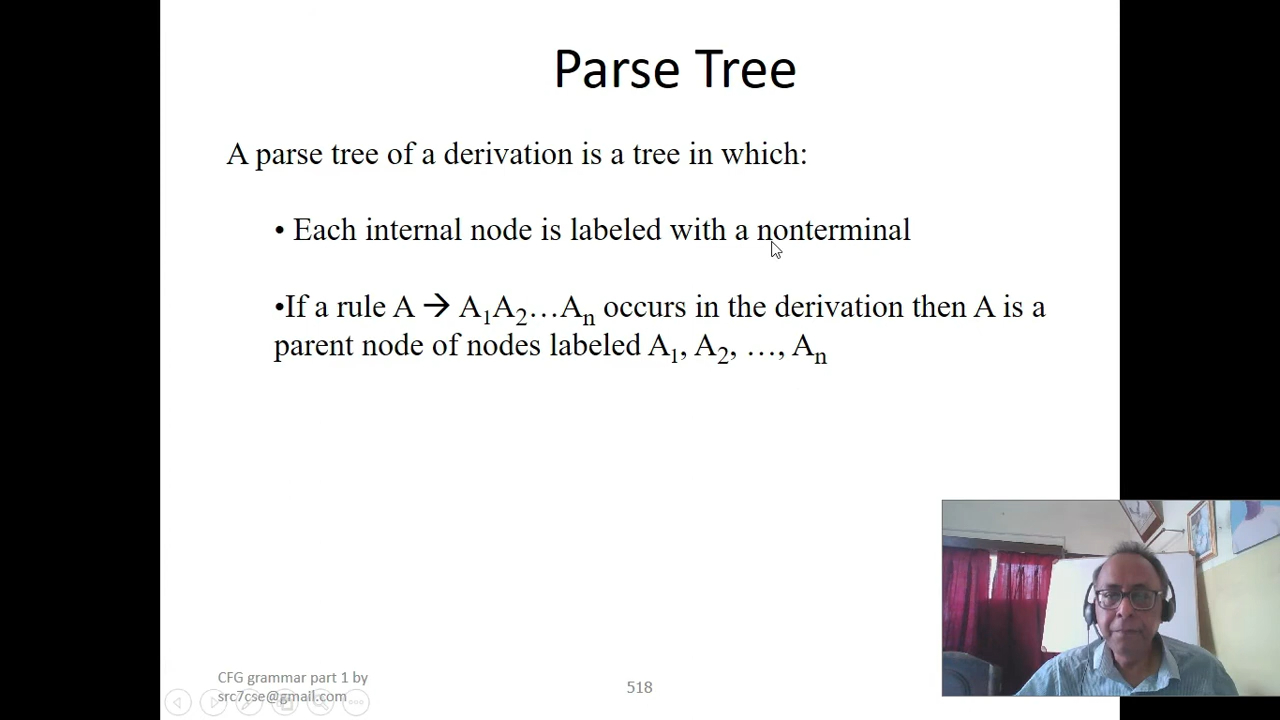 Parse Tree
A parse tree of a derivation is a tree in which:
• Each internal node is labeled with a nonterminal
•If a rule A → A₁A₂…Aₙ occurs in the derivation then A is a
parent node of nodes labeled A₁, A₂, …, Aₙ
CFG grammar part 1 by
src7cse@gmail.com
518